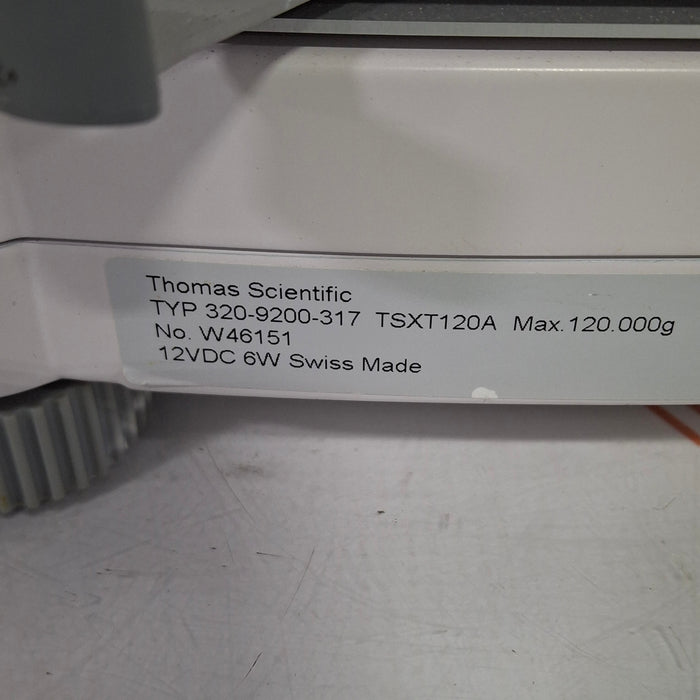 Thomas Scientific
TYP 320-9200-317 TSXT120A Max.120.000g
No. W46151
12VDC 6W Swiss Made